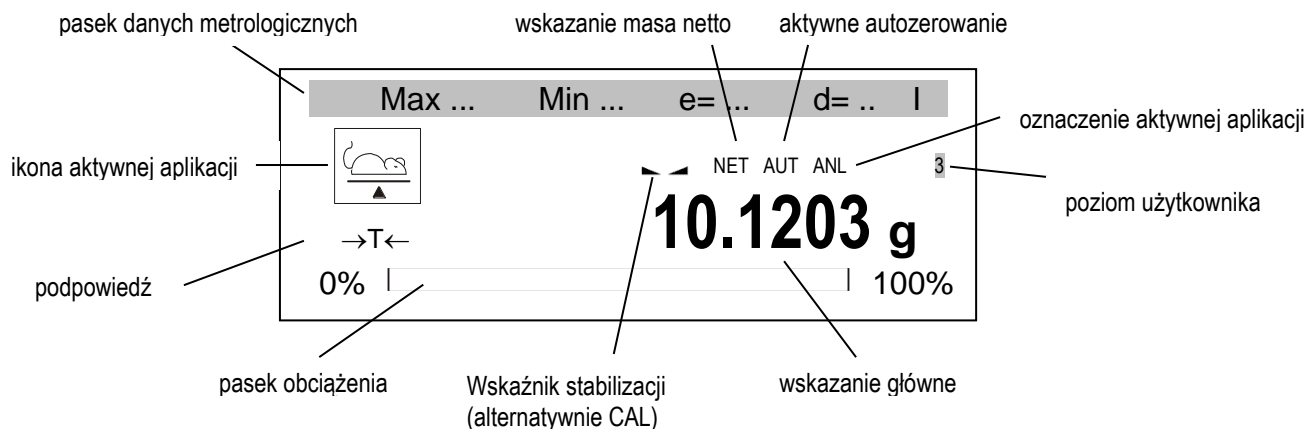 pasek danych metrologicznych
wskazanie masa netto
aktywne autozerowanie
Max ... Min ... e= ... d= .. I
oznaczenie aktywnej aplikacji
ikona aktywnej aplikacji
NET AUT ANL
3
poziom użytkownika
10.1203 g
→T←
podpowiedź
0% 100%
pasek obciążenia
Wskaźnik stabilizacji
(alternatywnie CAL)
wskazanie główne